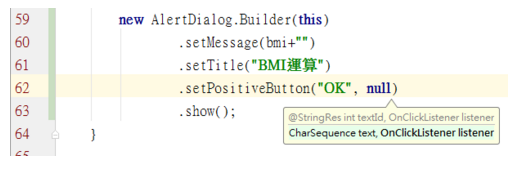 59 new AlertDialog.Builder(this)
60 .setMessage(bmi+"")
61 .setTitle("BMI運算")
62 .setPositiveButton("OK", null)
63 .show();
@StringRes int textId, OnClickListener listener
CharSequence text, OnClickListener listener
64 }